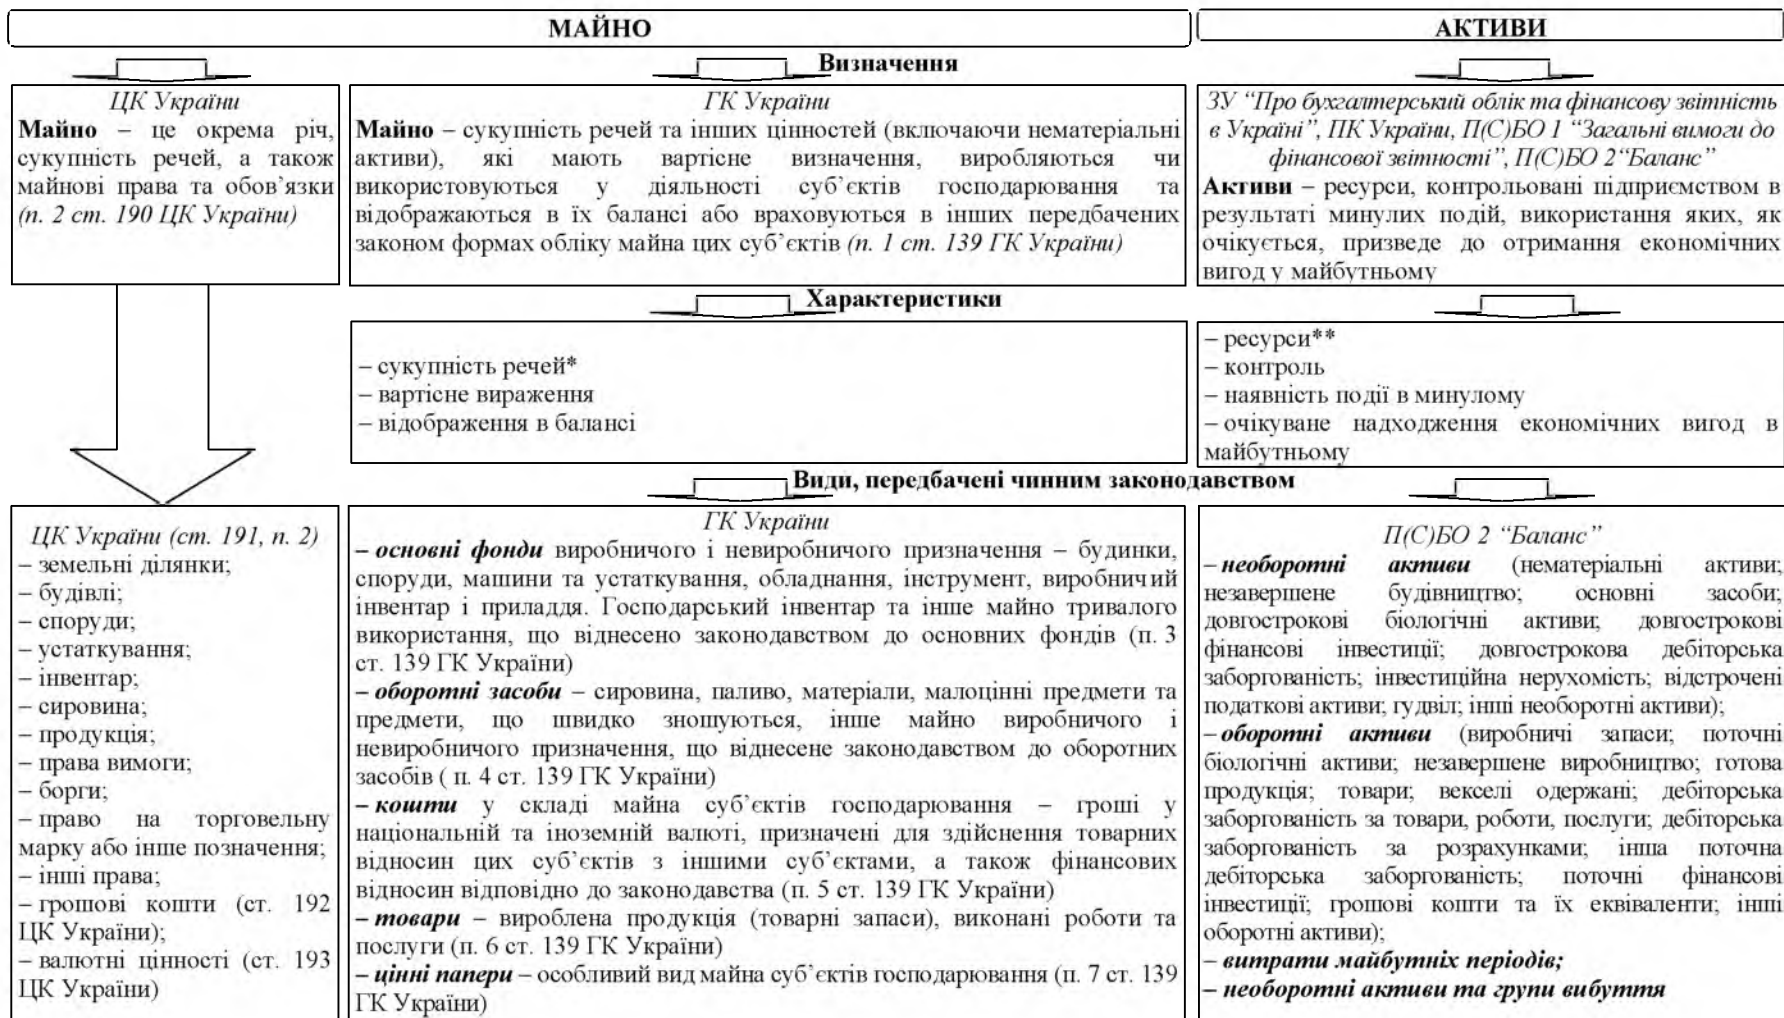 МАЙНО
АКТИВИ
Визначення
ЦК України
Майно – це окрема річ,
сукупність речей, а також
майнові права та обов’язки
(п. 2 ст. 190 ЦК України)
ГК України
Майно – сукупність речей та інших цінностей (включаючи нематеріальні
активи), які мають вартісне визначення, виробляються чи
використовуються у діяльності суб’єктів господарювання та
відображаються в їх балансі або враховуються в інших передбачених
законом формах обліку майна цих суб’єктів (п. 1 ст. 139 ГК України)
ЗУ “Про бухгалтерський облік та фінансову звітність
в Україні”, ПК України, П(С)БО 1 “Загальні вимоги до
фінансової звітності”, П(С)БО 2“Баланс”
Активи – ресурси, контрольовані підприємством в
результаті минулих подій, використання яких, як
очікується, призведе до отримання економічних
вигод у майбутньому
Характеристики
– сукупність речей*
– вартісне вираження
– відображення в балансі
– ресурси**
– контроль
– наявність події в минулому
– очікуване надходження економічних вигод в
майбутньому
Види, передбачені чинним законодавством
ЦК України (ст. 191, п. 2)
– земельні ділянки;
– будівлі;
– споруди;
– устаткування;
– інвентар;
– сировина;
– продукція;
– права вимоги;
– борги;
– право на торговельну
марку або інше позначення;
– інші права;
– грошові кошти (ст. 192
ЦК України);
– валютні цінності (ст. 193
ЦК України)
ГК України
– основні фонди виробничого і невиробничого призначення – будинки,
споруди, машини та устаткування, обладнання, інструмент, виробничий
інвентар і приладдя. Господарський інвентар та інше майно тривалого
використання, що віднесено законодавством до основних фондів (п. 3
ст. 139 ГК України)
– оборотні засоби – сировина, паливо, матеріали, малоцінні предмети та
предмети, що швидко зношуються, інше майно виробничого і
невиробничого призначення, що віднесене законодавством до оборотних
засобів ( п. 4 ст. 139 ГК України)
– кошти у складі майна суб’єктів господарювання – гроші у
національній та іноземній валюті, призначені для здійснення товарних
відносин цих суб’єктів з іншими суб’єктами, а також фінансових
відносин відповідно до законодавства (п. 5 ст. 139 ГК України)
– товари – вироблена продукція (товарні запаси), виконані роботи та
послуги (п. 6 ст. 139 ГК України)
– цінні папери – особливий вид майна суб’єктів господарювання (п. 7 ст. 139
ГК України)
П(С)БО 2 “Баланс”
– необоротні активи (нематеріальні активи;
незавершене будівництво; основні засоби;
довгострокові біологічні активи; довгострокові
фінансові інвестиції; довгострокова дебіторська
заборгованість; інвестиційна нерухомість; відстрочені
податкові активи; гудвіл; інші необоротні активи);
– оборотні активи (виробничі запаси; поточні
біологічні активи; незавершене виробництво; готова
продукція; товари; векселі одержані; дебіторська
заборгованість за товари, роботи, послуги; дебіторська
заборгованість за розрахунками; інша поточна
дебіторська заборгованість; поточні фінансові
інвестиції; грошові кошти та їх еквіваленти; інші
оборотні активи);
– витрати майбутніх періодів;
– необоротні активи та групи вибуття